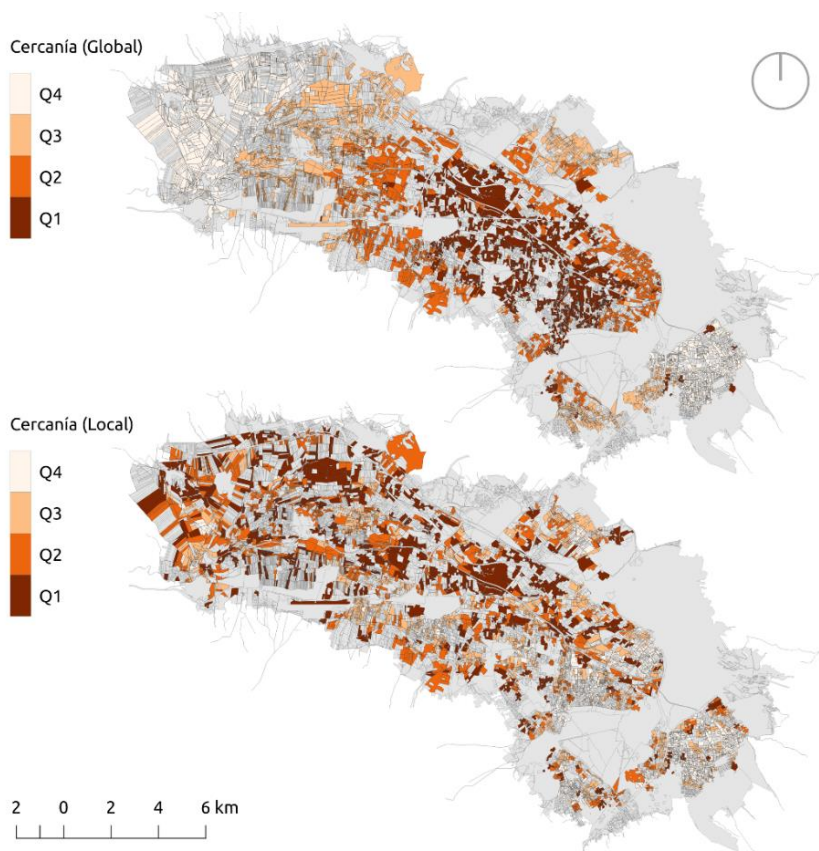 Cercanía (Global)
Q4
Q3
Q2
Q1
Cercanía (Local)
Q4
Q3
Q2
Q1
2 0 2 4 6 km